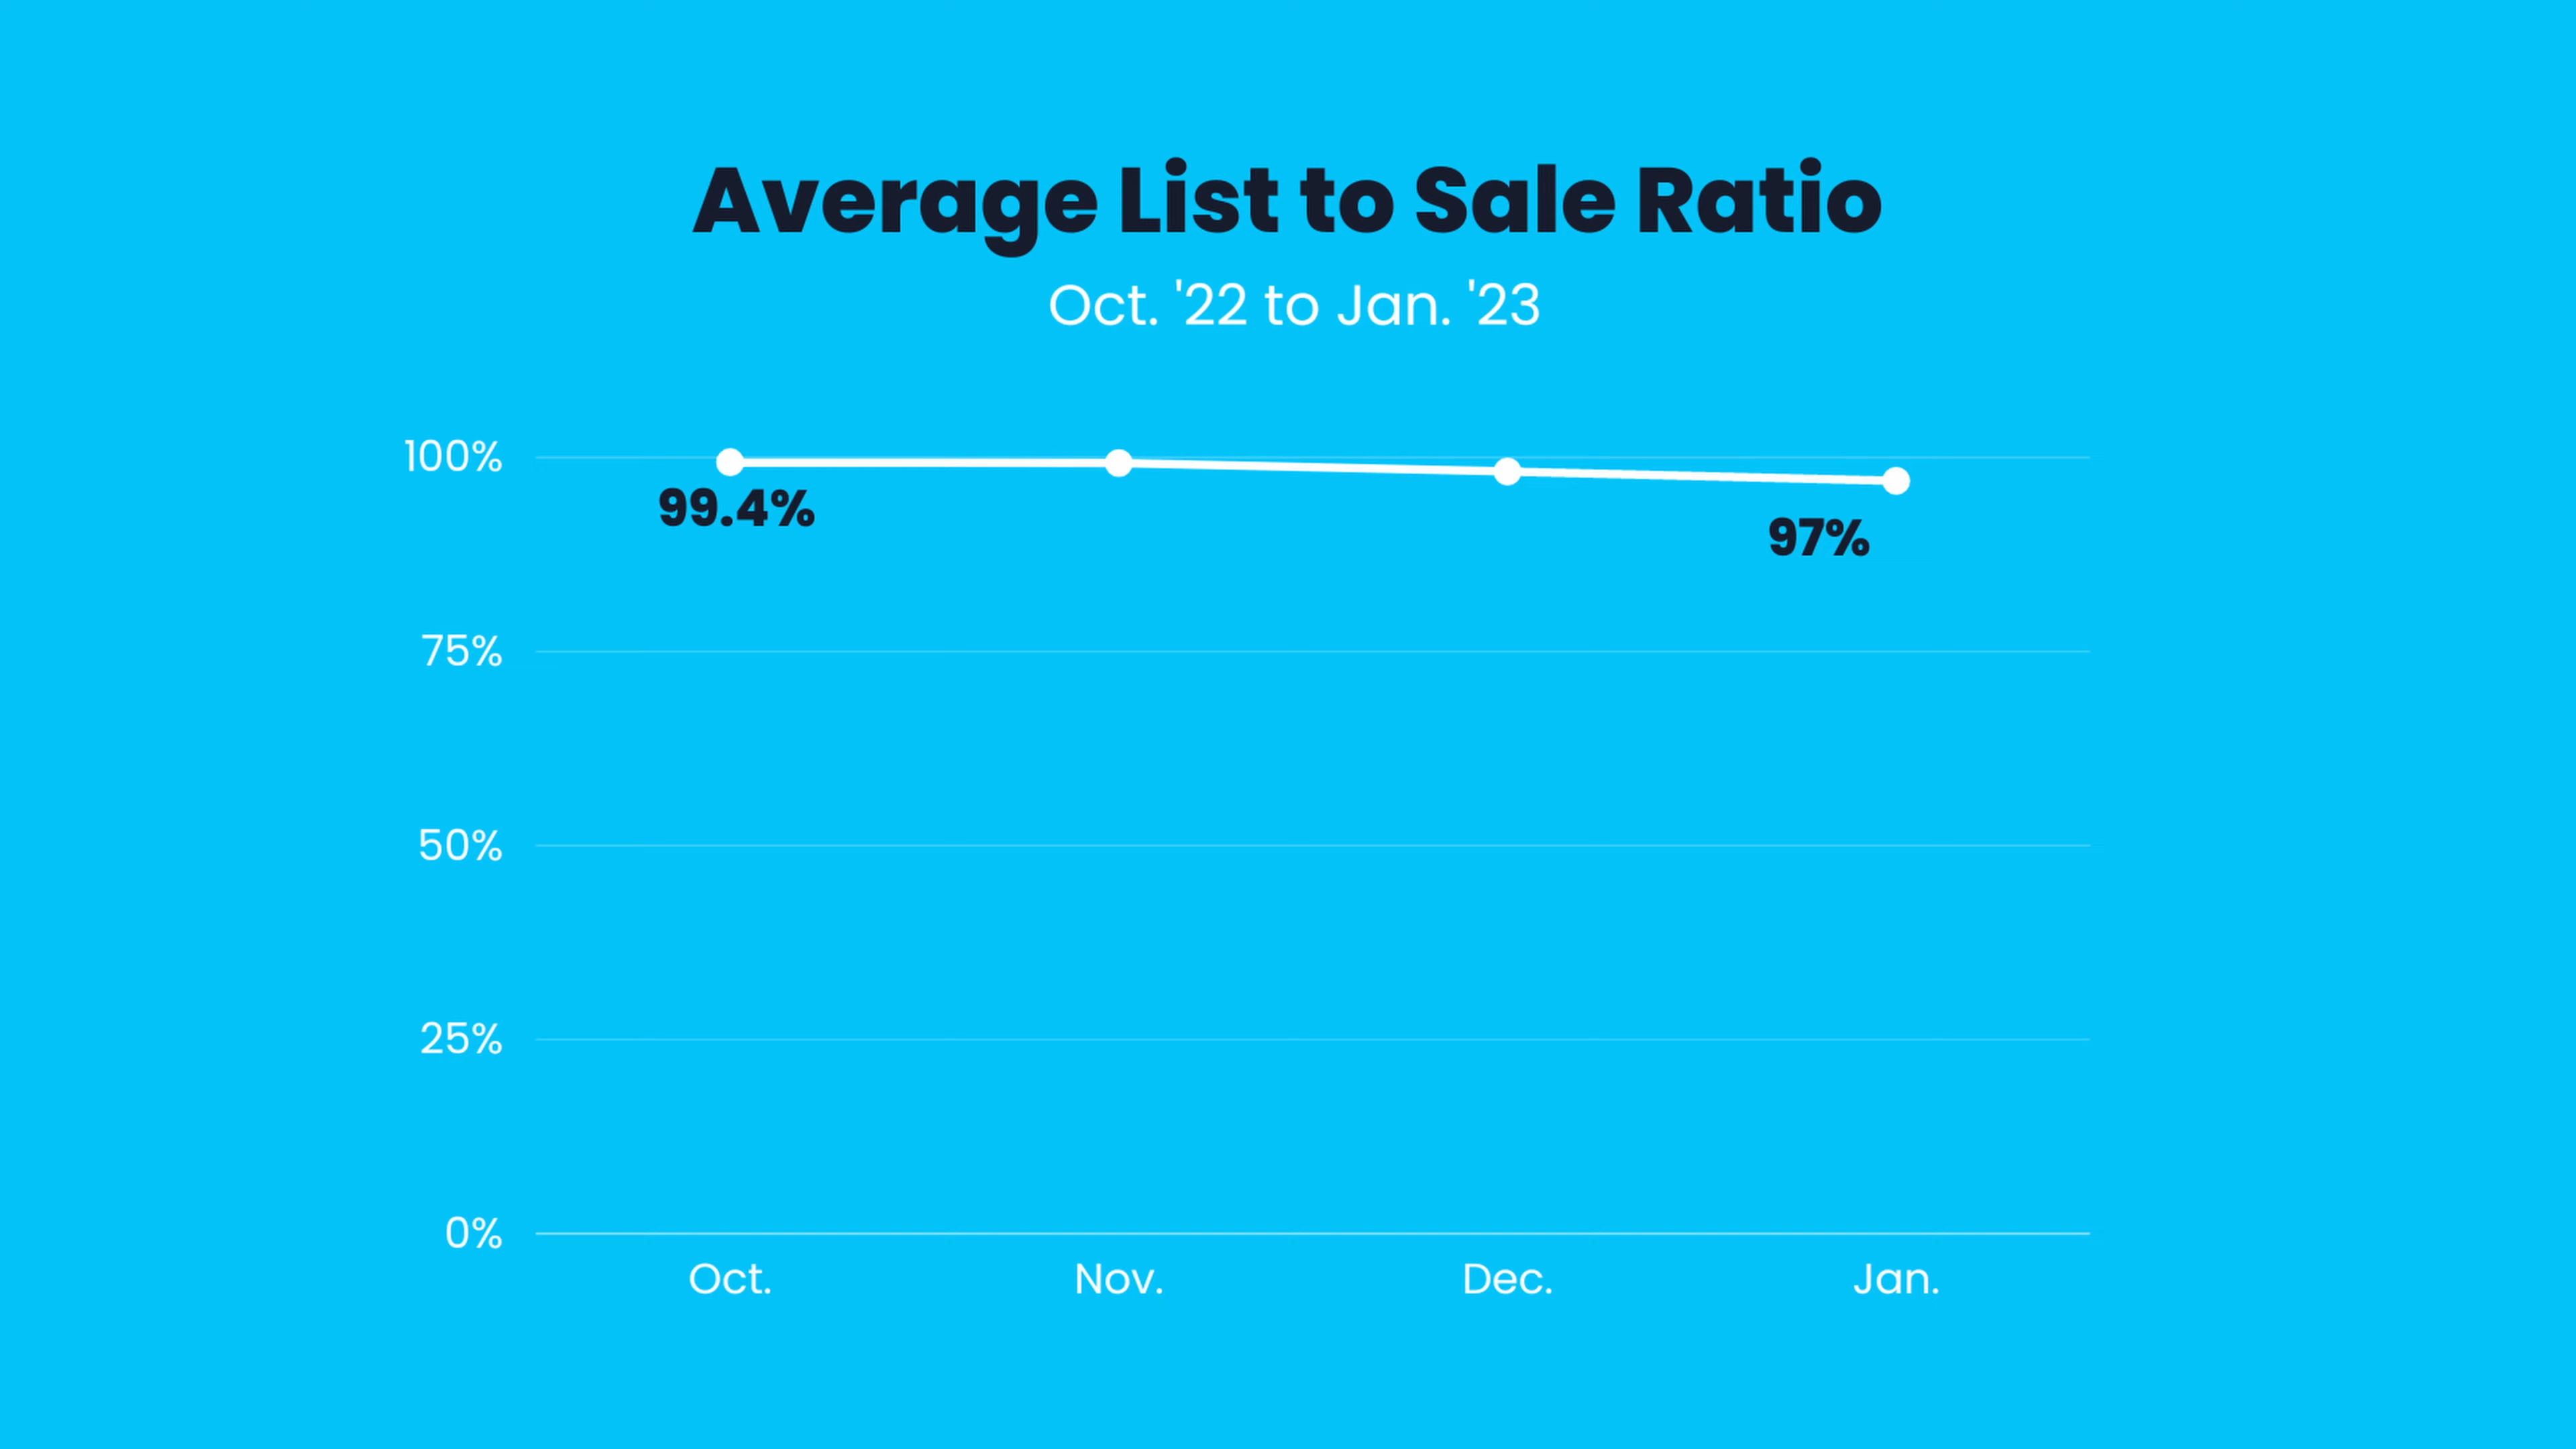 Average List to Sale Ratio
Oct. '22 to Jan. '23
100%
99.4%
97%
75%
50%
25%
0%
Oct. Nov. Dec. Jan.